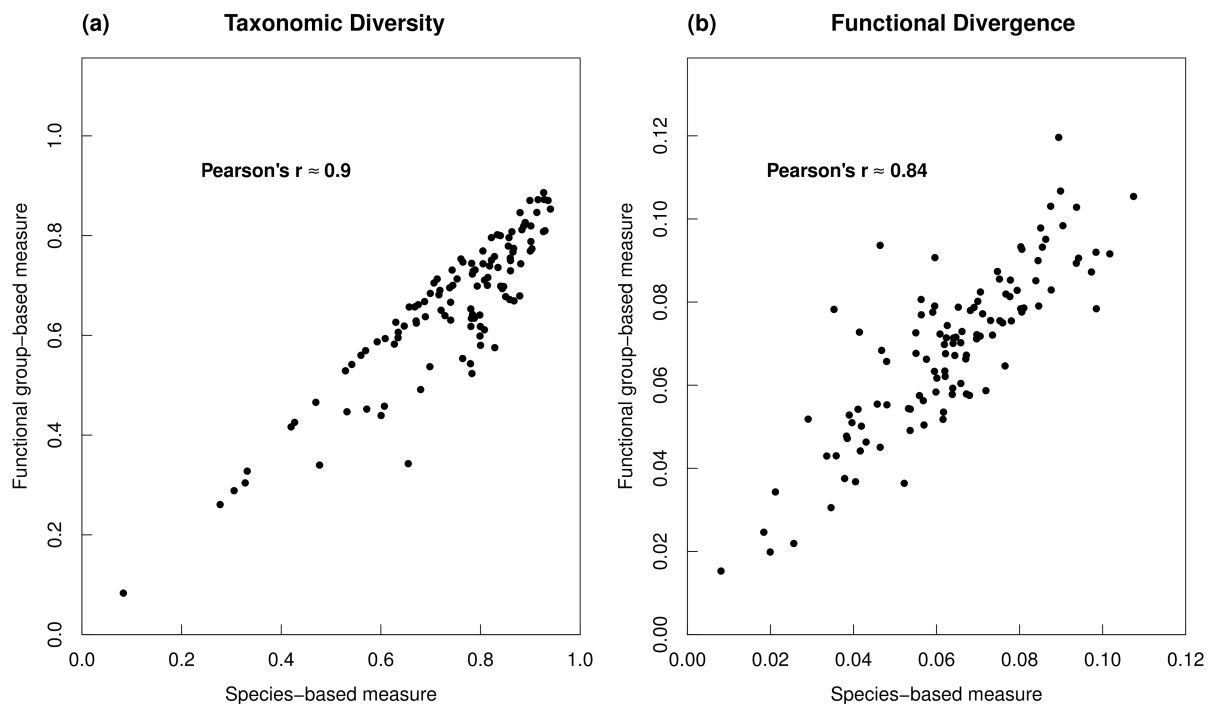 (a) Taxonomic Diversity
Pearson's r ≈ 0.9
Functional group−based measure
0.0
0.2
0.4
0.6
0.8
1.0
0.0 0.2 0.4 0.6 0.8 1.0
Species−based measure
(b) Functional Divergence
Pearson's r ≈ 0.84
Functional group−based measure
0.00
0.02
0.04
0.06
0.08
0.10
0.12
0.00 0.02 0.04 0.06 0.08 0.10 0.12
Species−based measure